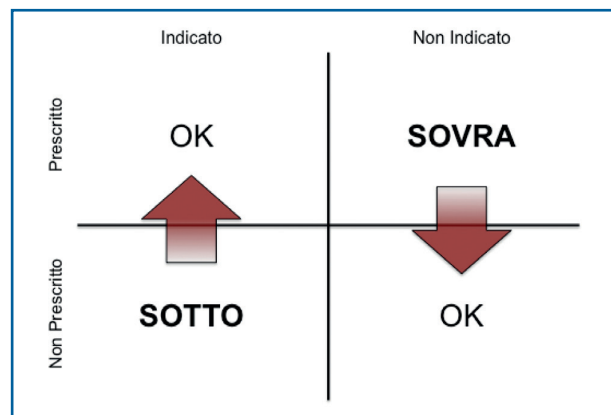 Indicato
Non Indicato
Prescritto
OK
SOVRA
Non Prescritto
SOTTO
OK